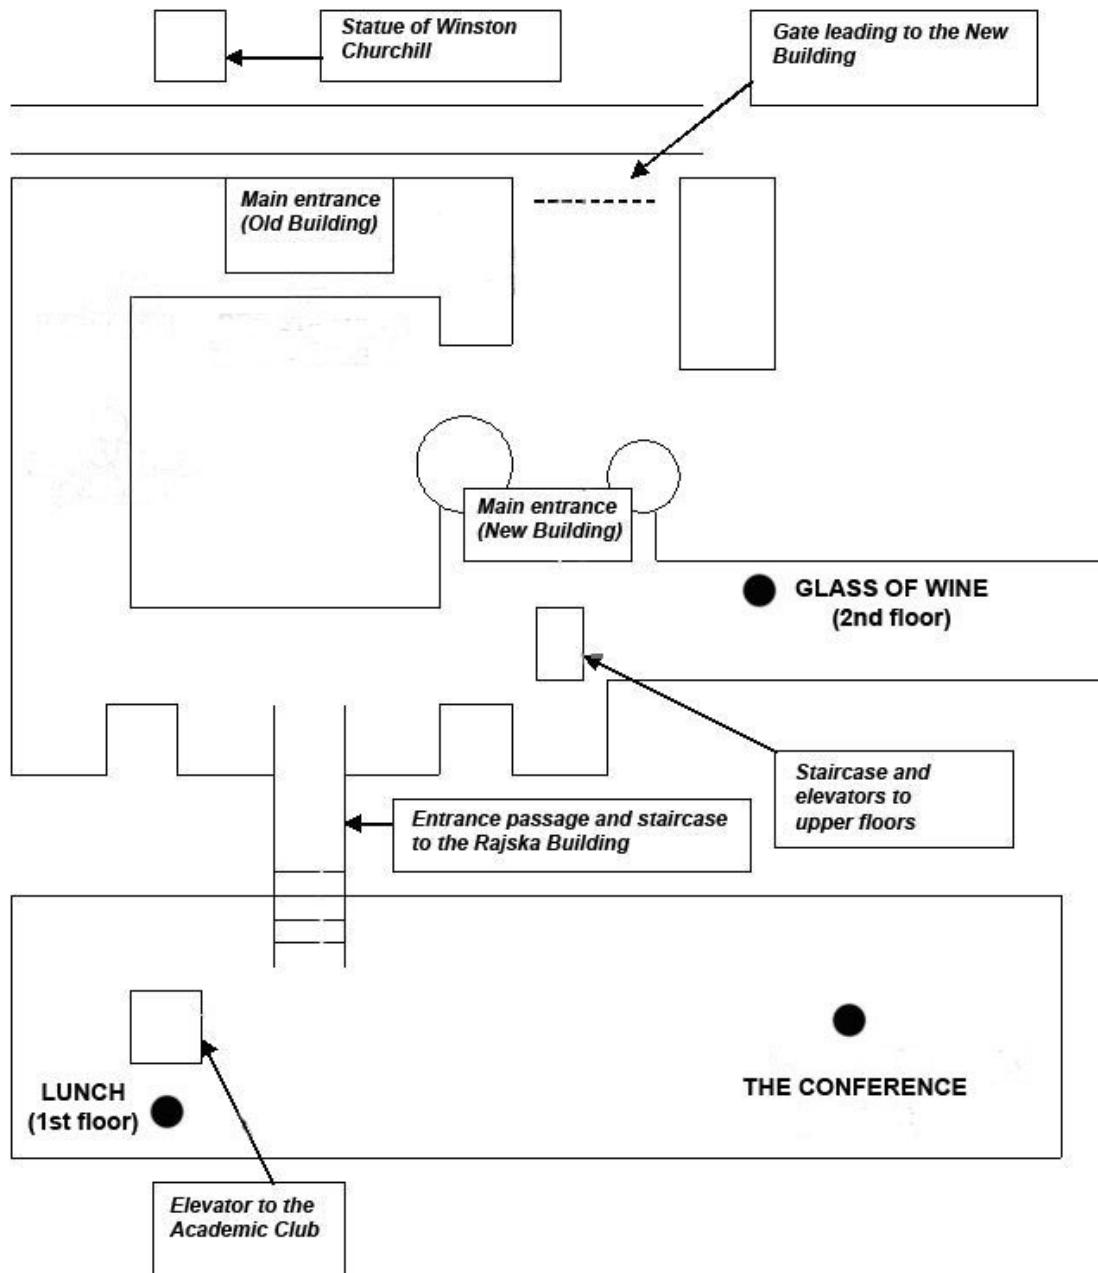 Statue of Winston
Churchill
Gate leading to the New
Building
Main entrance
(Old Building)
Main entrance
(New Building)
GLASS OF WINE
(2nd floor)
Staircase and
elevators to
upper floors
Entrance passage and staircase
to the Rajska Building
LUNCH
(1st floor)
THE CONFERENCE
Elevator to the
Academic Club